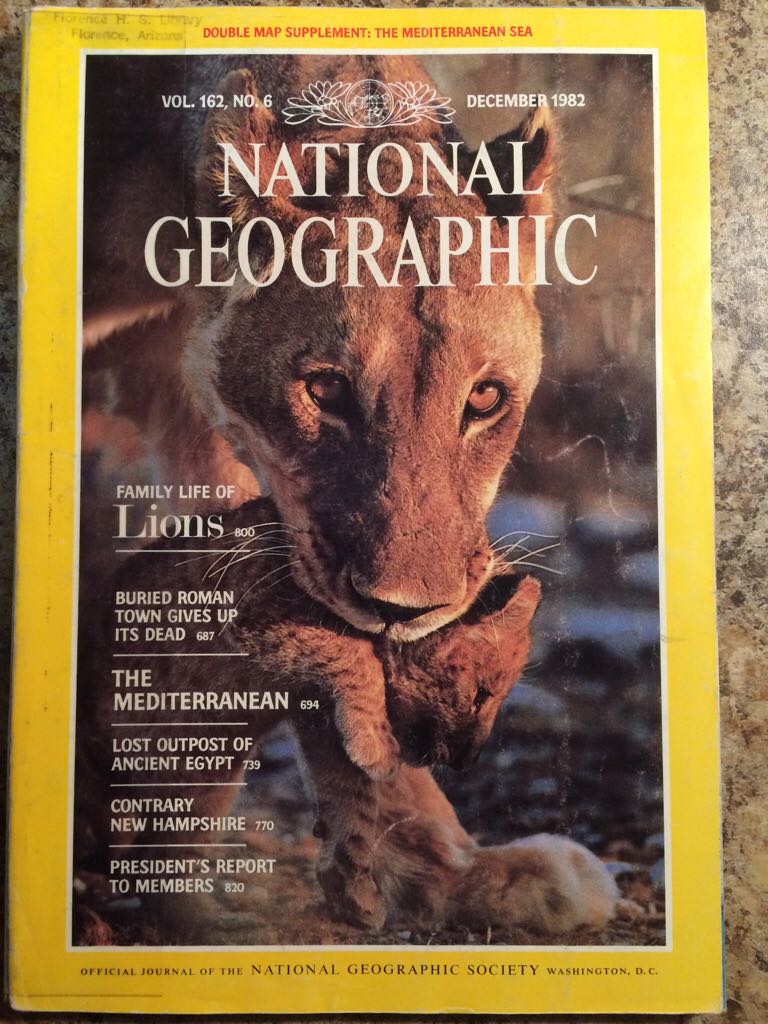 Florence H. S. Library
Florence, Arizona
DOUBLE MAP SUPPLEMENT: THE MEDITERRANEAN SEA
VOL. 162, NO. 6
DECEMBER 1982
NATIONAL
GEOGRAPHIC
FAMILY LIFE OF
Lions 800
BURIED ROMAN
TOWN GIVES UP
ITS DEAD 687
THE
MEDITERRANEAN 694
LOST OUTPOST OF
ANCIENT EGYPT 739
CONTRARY
NEW HAMPSHIRE 770
PRESIDENT'S REPORT
TO MEMBERS 820
OFFICIAL JOURNAL OF THE NATIONAL GEOGRAPHIC SOCIETY WASHINGTON, D.C.